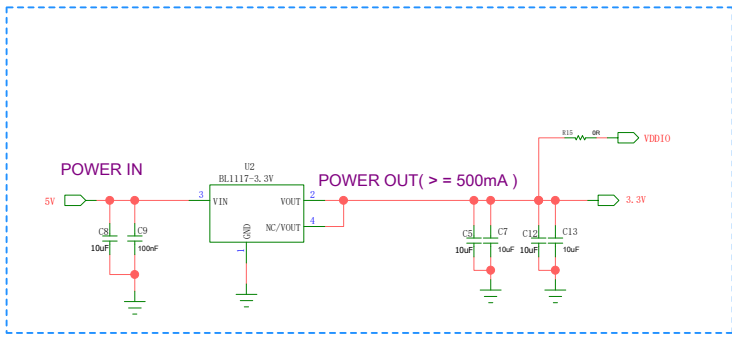 R15 0R
VDDIO
POWER IN
U2
BL1117-3.3V
POWER OUT( > = 500mA )
5V
3 VIN
VOUT 2
3.3V
NC/VOUT 4
GND
1
C8
10uF
C9
100nF
C5
10uF
C7
10uF
C12
10uF
C13
10uF